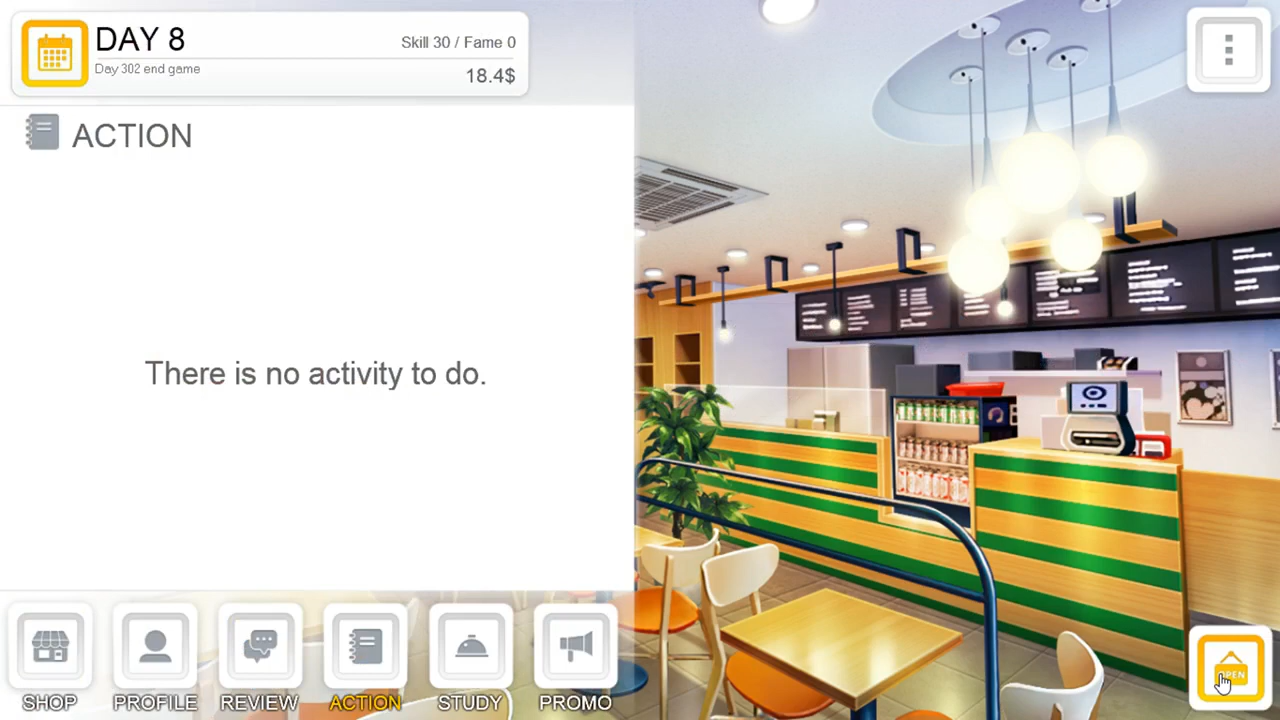 DAY 8
Skill 30 / Fame 0
Day 302 end game
18.4$
ACTION
There is no activity to do.
SHOP
PROFILE
REVIEW
ACTION
STUDY
PROMO
OPEN